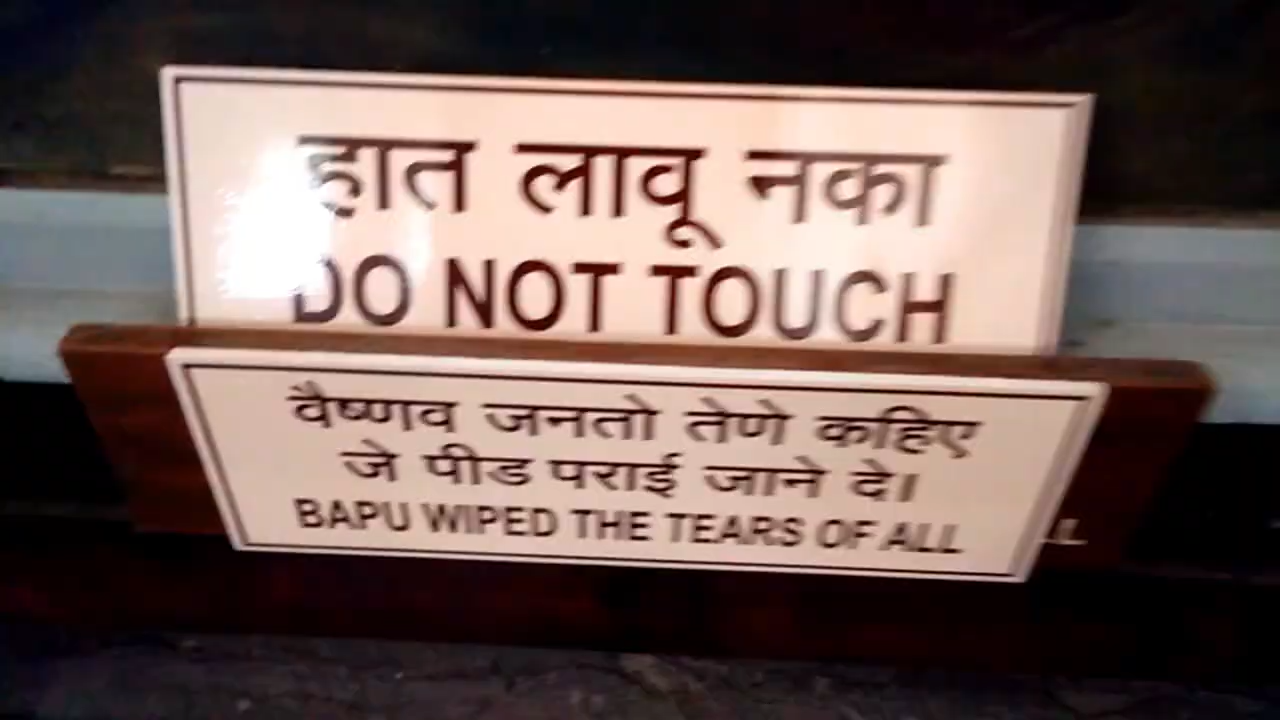 हात लावू नका
DO NOT TOUCH
वैष्णव जनतो तेणे कहिए
जे पीड पराई जाने दे।
BAPU WIPED THE TEARS OF ALL